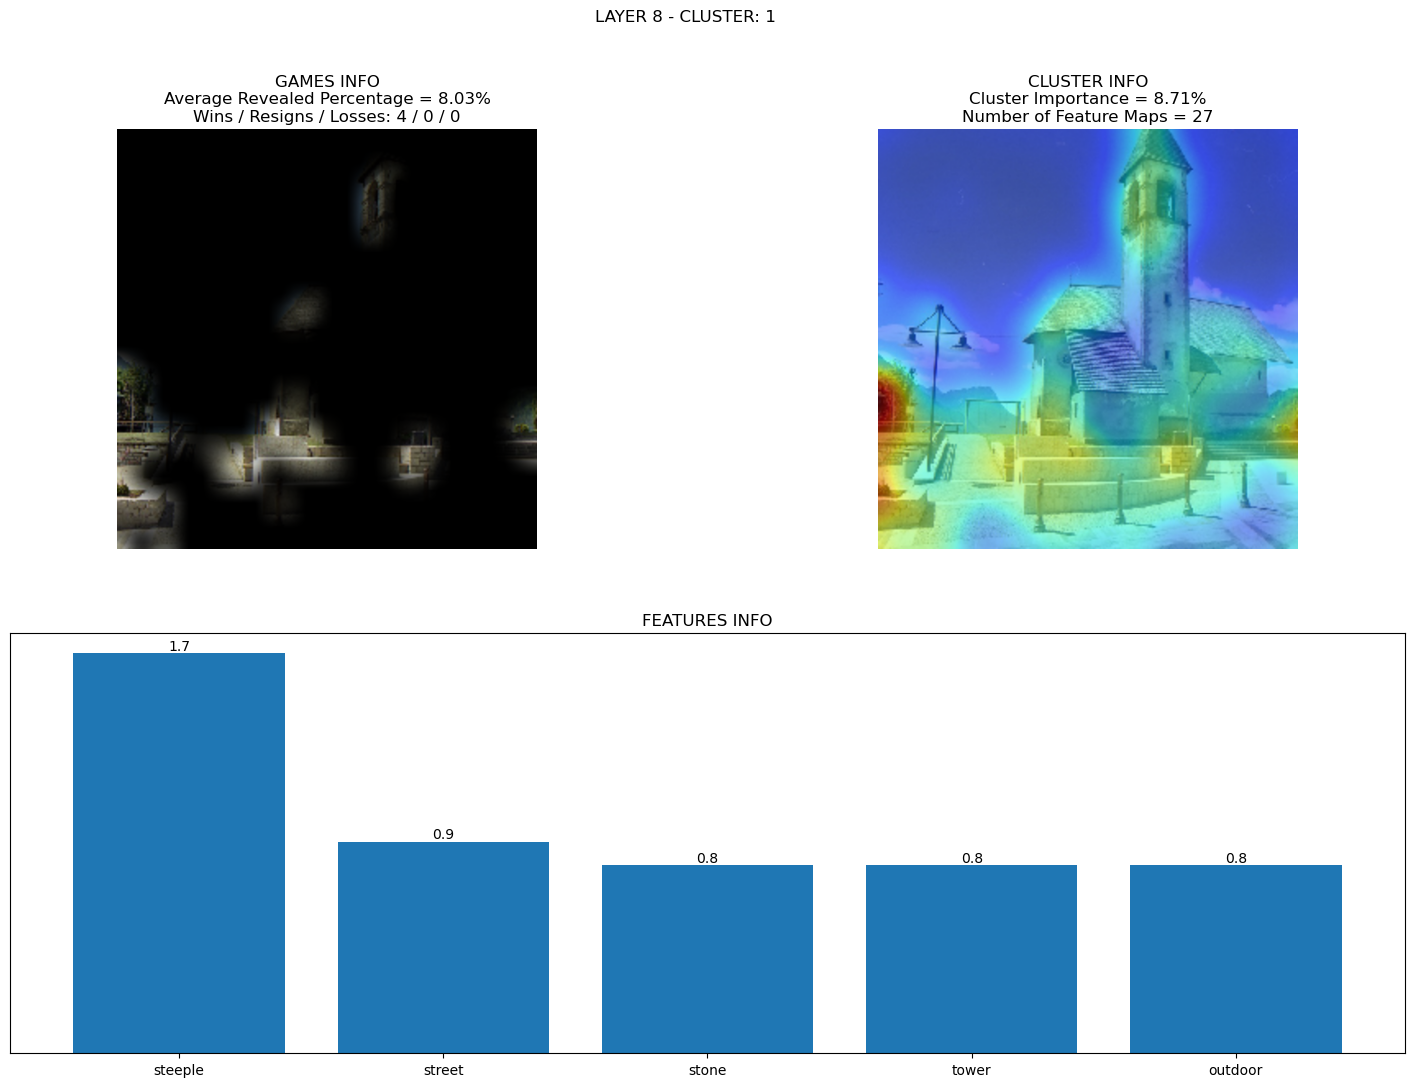 LAYER 8 - CLUSTER: 1
GAMES INFO
Average Revealed Percentage = 8.03%
Wins / Resigns / Losses: 4 / 0 / 0
CLUSTER INFO
Cluster Importance = 8.71%
Number of Feature Maps = 27
FEATURES INFO
1.7
0.9
0.8
0.8
0.8
steeple
street
stone
tower
outdoor